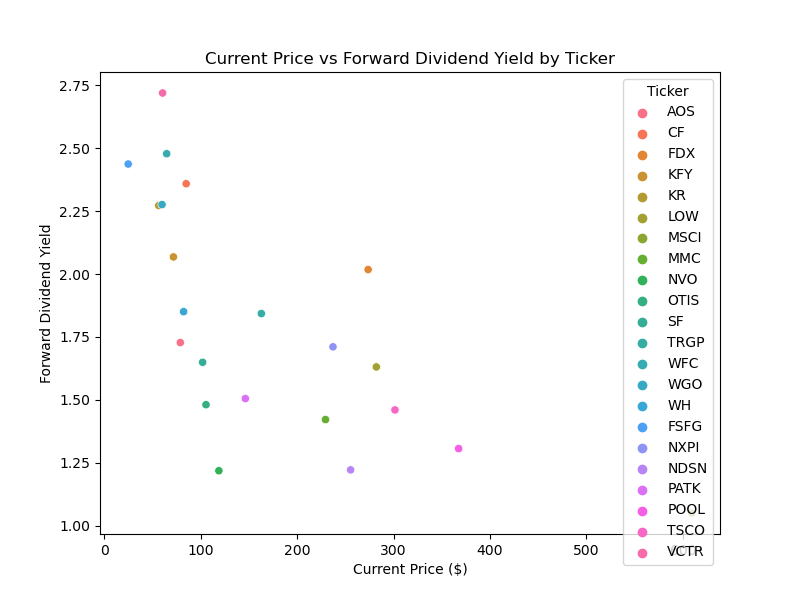 Current Price vs Forward Dividend Yield by Ticker
Forward Dividend Yield
2.75
2.50
2.25
2.00
1.75
1.50
1.25
1.00
0
100
200
300
400
500
Current Price ($)
Ticker
AOS
CF
FDX
KFY
KR
LOW
MSCI
MMC
NVO
OTIS
SF
TRGP
WFC
WGO
WH
FSFG
NXPI
NDSN
PATK
POOL
TSCO
VCTR